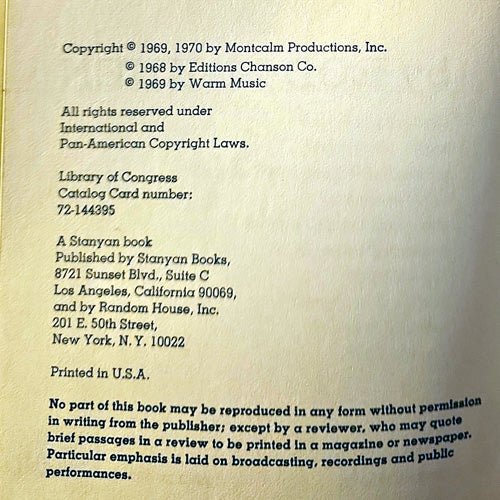 Copyright © 1969, 1970 by Montcalm Productions, Inc.
© 1968 by Editions Chanson Co.
© 1969 by Warm Music
All rights reserved under
International and
Pan-American Copyright Laws.
Library of Congress
Catalog Card number:
72-144395
A Stanyan book
Published by Stanyan Books,
8721 Sunset Blvd., Suite C
Los Angeles, California 90069,
and by Random House, Inc.
201 E. 50th Street,
New York, N. Y. 10022
Printed in U.S.A.
No part of this book may be reproduced in any form without permission
in writing from the publisher; except by a reviewer, who may quote
brief passages in a review to be printed in a magazine or newspaper.
Particular emphasis is laid on broadcasting, recordings and public
performances.